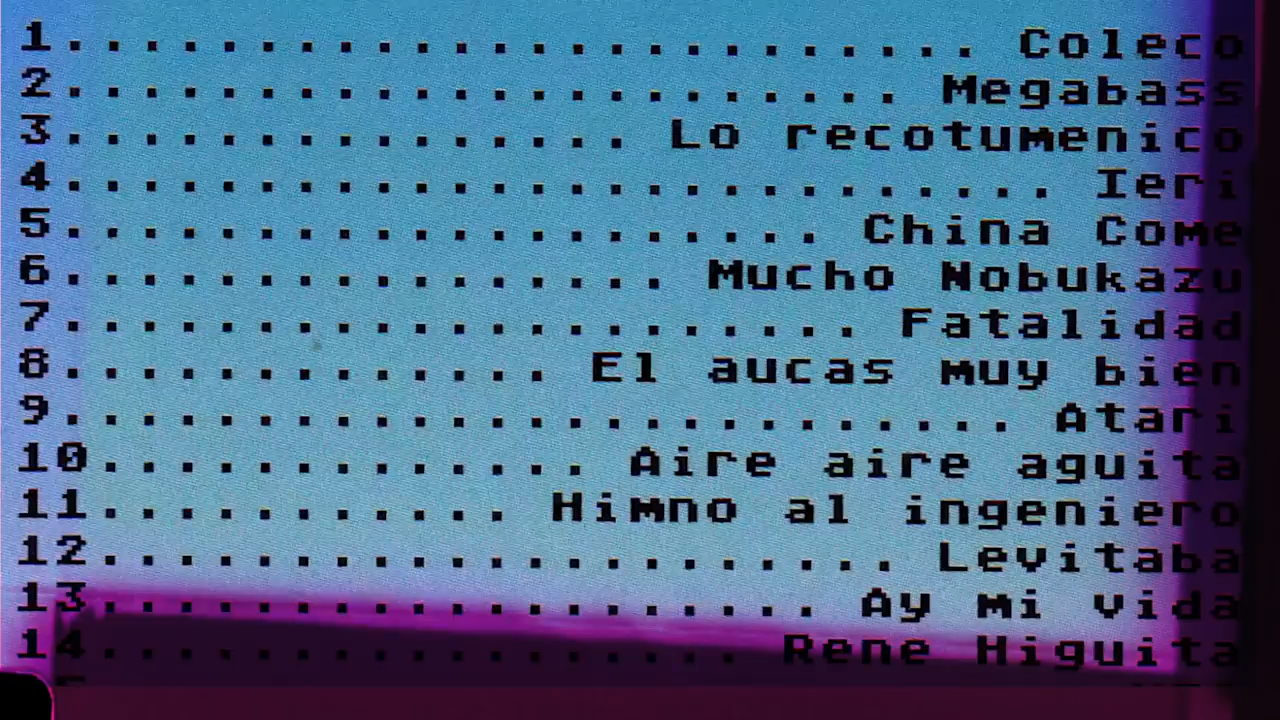 1........................ Coleco
2...................... Megabass
3............... Lo recotumenico
4.......................... Ieri
5.................... China Come
6................ Mucho Nobukazu
7..................... Fatalidad
8............. El aucas muy bien
9......................... Atari
10............. Aire aire aguita
11........... Himno al ingeniero
12..................... Levitaba
13................... Ay mi vida
14................. Rene Higuita